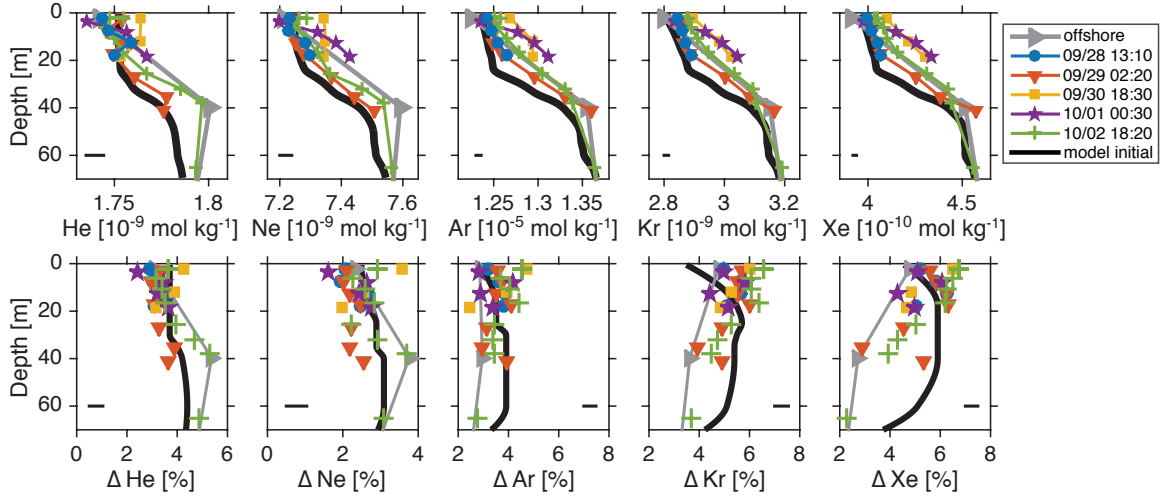 0
20
40
60
Depth [m]
1.75 1.8
7.2 7.4 7.6
1.25 1.3 1.35
2.8 3 3.2
4 4.5
He [10-9 mol kg-1]
Ne [10-9 mol kg-1]
Ar [10-5 mol kg-1]
Kr [10-9 mol kg-1]
Xe [10-10 mol kg-1]
offshore
09/28 13:10
09/29 02:20
09/30 18:30
10/01 00:30
10/02 18:20
model initial
0
20
40
60
Depth [m]
0 2 4 6
0 2 4
2 4 6 8
2 4 6 8
2 4 6 8
Δ He [%]
Δ Ne [%]
Δ Ar [%]
Δ Kr [%]
Δ Xe [%]